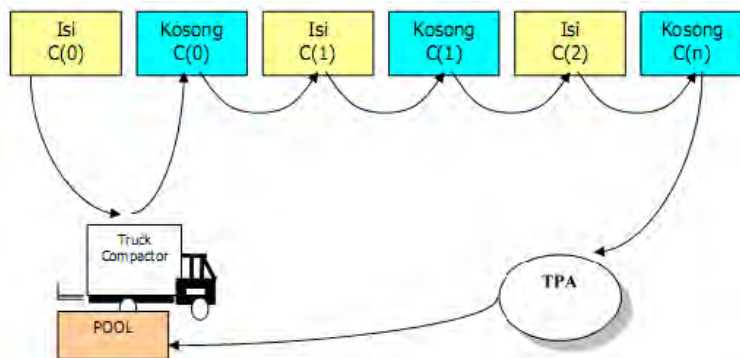 Isi
C(0)
Kosong
C(0)
Isi
C(1)
Kosong
C(1)
Isi
C(2)
Kosong
C(n)
Truck
Compactor
TPA
POOL